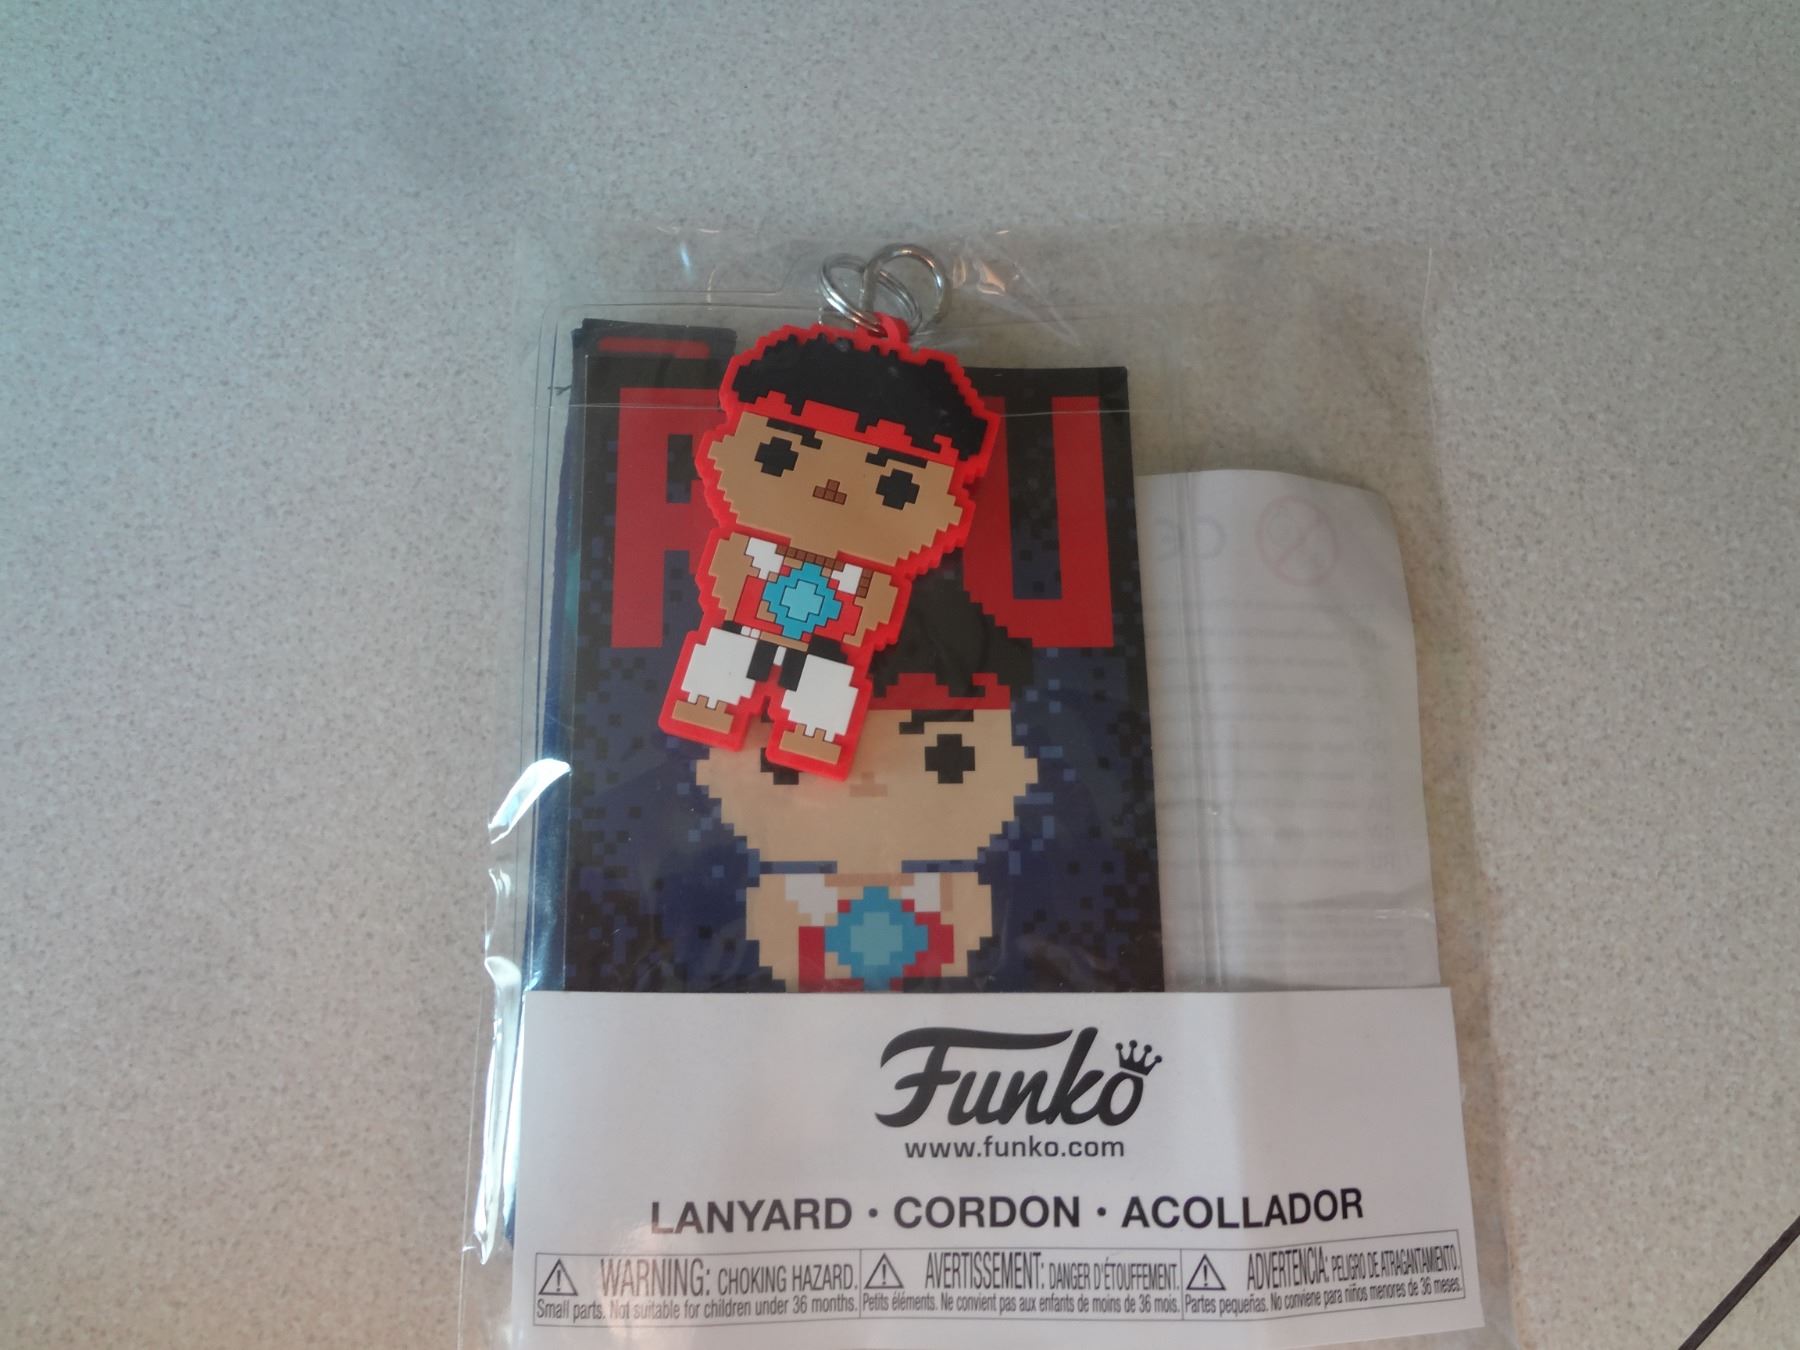 Funko
www.funko.com
LANYARD · CORDON · ACOLLADOR
WARNING: CHOKING HAZARD.
Small parts. Not suitable for children under 36 months.
AVERTISSEMENT: DANGER D'ÉTOUFFEMENT.
Petits éléments. Ne convient pas aux enfants de moins de 36 mois.
ADVERTENCIA: PELIGRO DE ATRAGANTAMIENTO.
Partes pequeñas. No conviene para niños menores de 36 meses.